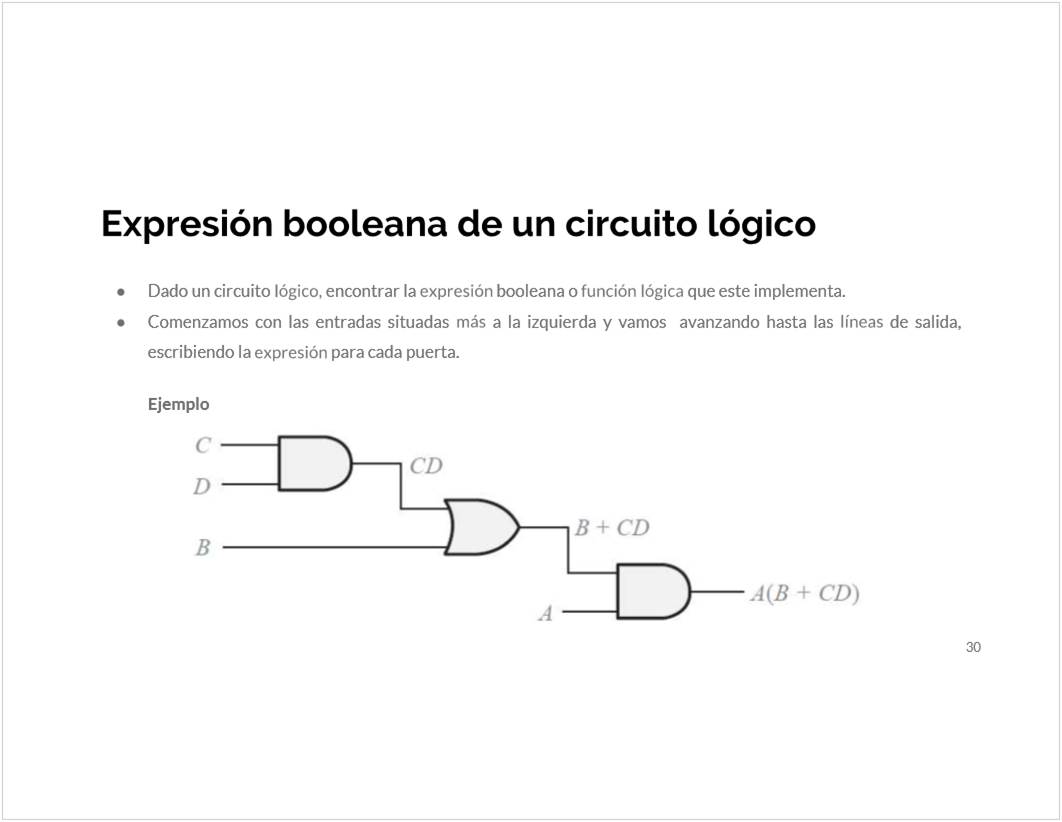 Expresión booleana de un circuito lógico
● Dado un circuito lógico, encontrar la expresión booleana o función lógica que este implementa.
● Comenzamos con las entradas situadas más a la izquierda y vamos avanzando hasta las líneas de salida,
escribiendo la expresión para cada puerta.
Ejemplo
C
CD
D
B + CD
B
A(B + CD)
A
30